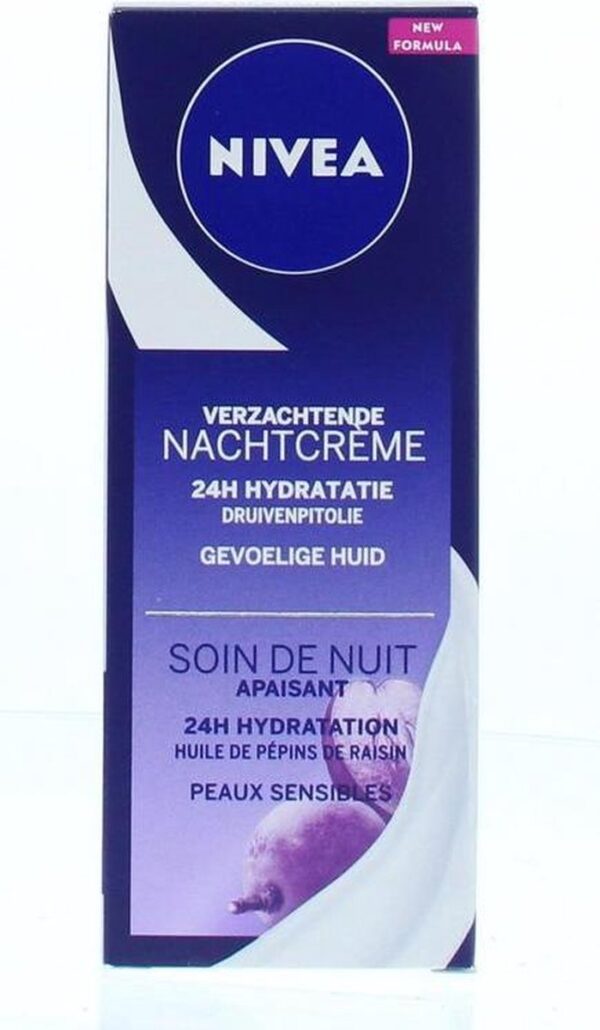 NEW
FORMULA
NIVEA
VERZACHTENDE
NACHTCRÈME
24H HYDRATATIE
DRUIVENPITOLIE
GEVOELIGE HUID
SOIN DE NUIT
APAISANT
24H HYDRATATION
HUILE DE PÉPINS DE RAISIN
PEAUX SENSIBLES